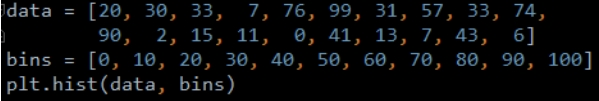 data = [20, 30, 33, 7, 76, 99, 31, 57, 33, 74,
90, 2, 15, 11, 0, 41, 13, 7, 43, 6]
bins = [0, 10, 20, 30, 40, 50, 60, 70, 80, 90, 100]
plt.hist(data, bins)